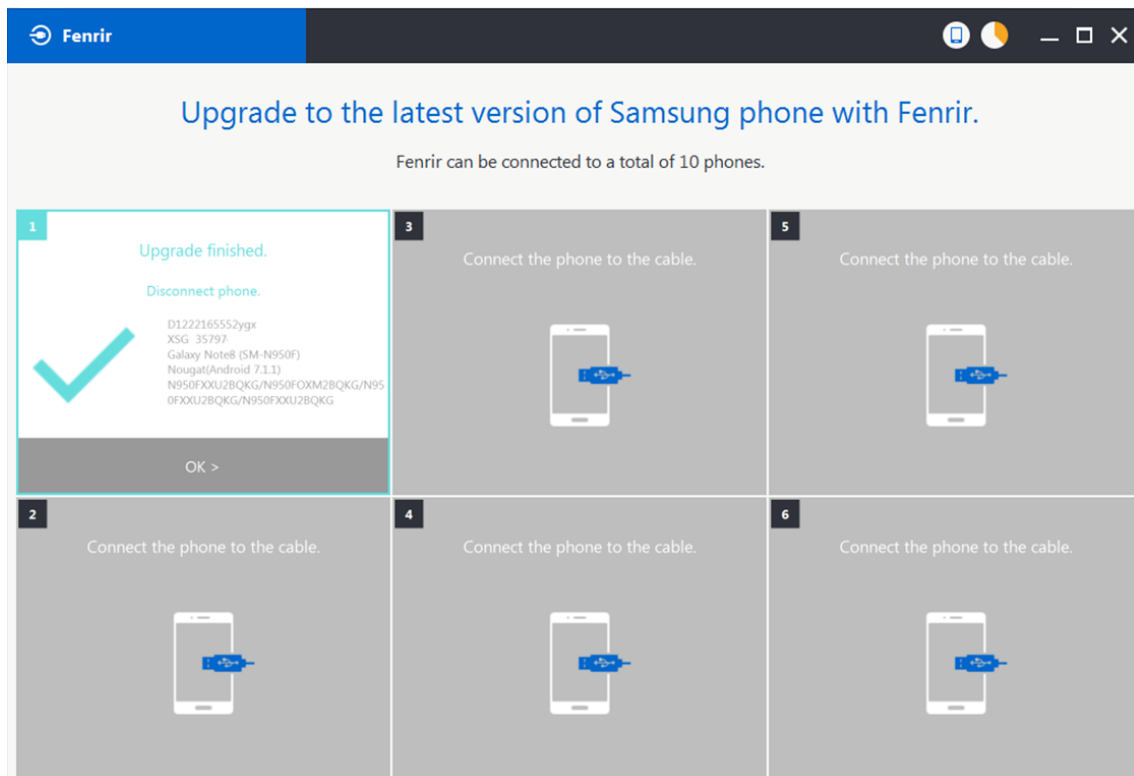 Fenrir
Upgrade to the latest version of Samsung phone with Fenrir.
Fenrir can be connected to a total of 10 phones.
1
Upgrade finished.
Disconnect phone.
D1222165552ygx
XSG 35797
Galaxy Note8 (SM-N950F)
Nougat(Android 7.1.1)
N950FXXU2BQKG/N950FOXM2BQKG/N95
0FXXU2BQKG/N950FXXU2BQKG
OK >
3
Connect the phone to the cable.
5
Connect the phone to the cable.
2
Connect the phone to the cable.
4
Connect the phone to the cable.
6
Connect the phone to the cable.